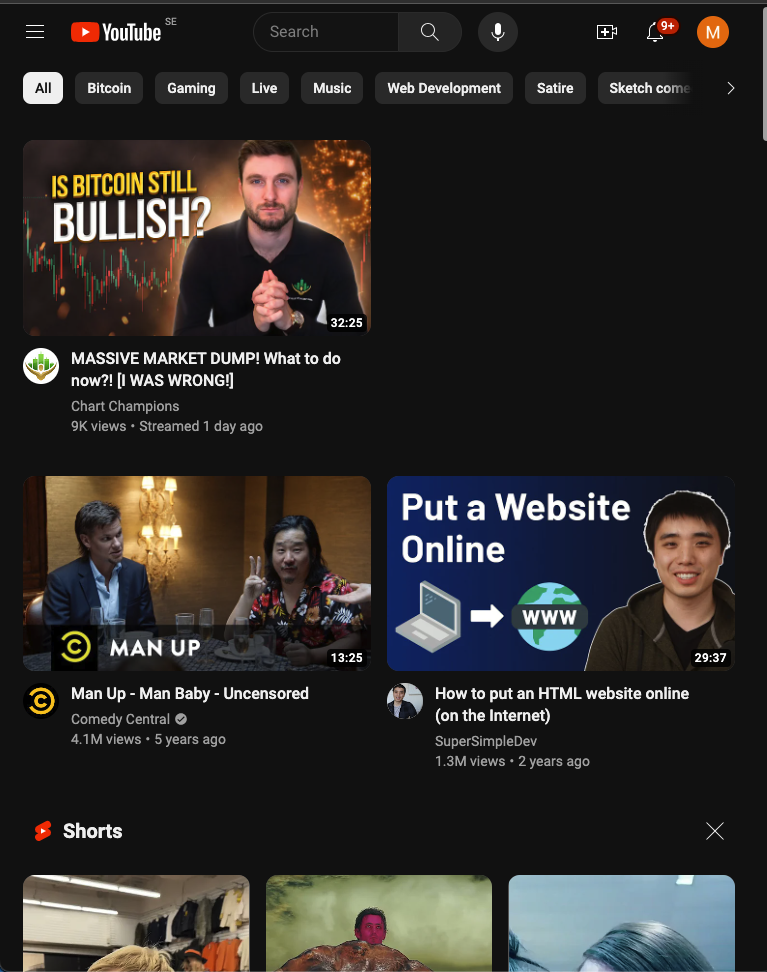 YouTube SE
Search
9+
M
All
Bitcoin
Gaming
Live
Music
Web Development
Satire
Sketch come
IS BITCOIN STILL
BULLISH?
32:25
MASSIVE MARKET DUMP! What to do
now?! [I WAS WRONG!]
Chart Champions
9K views • Streamed 1 day ago
MAN UP
13:25
Man Up - Man Baby - Uncensored
Comedy Central
4.1M views • 5 years ago
Put a Website
Online
WWW
29:37
How to put an HTML website online
(on the Internet)
SuperSimpleDev
1.3M views • 2 years ago
Shorts